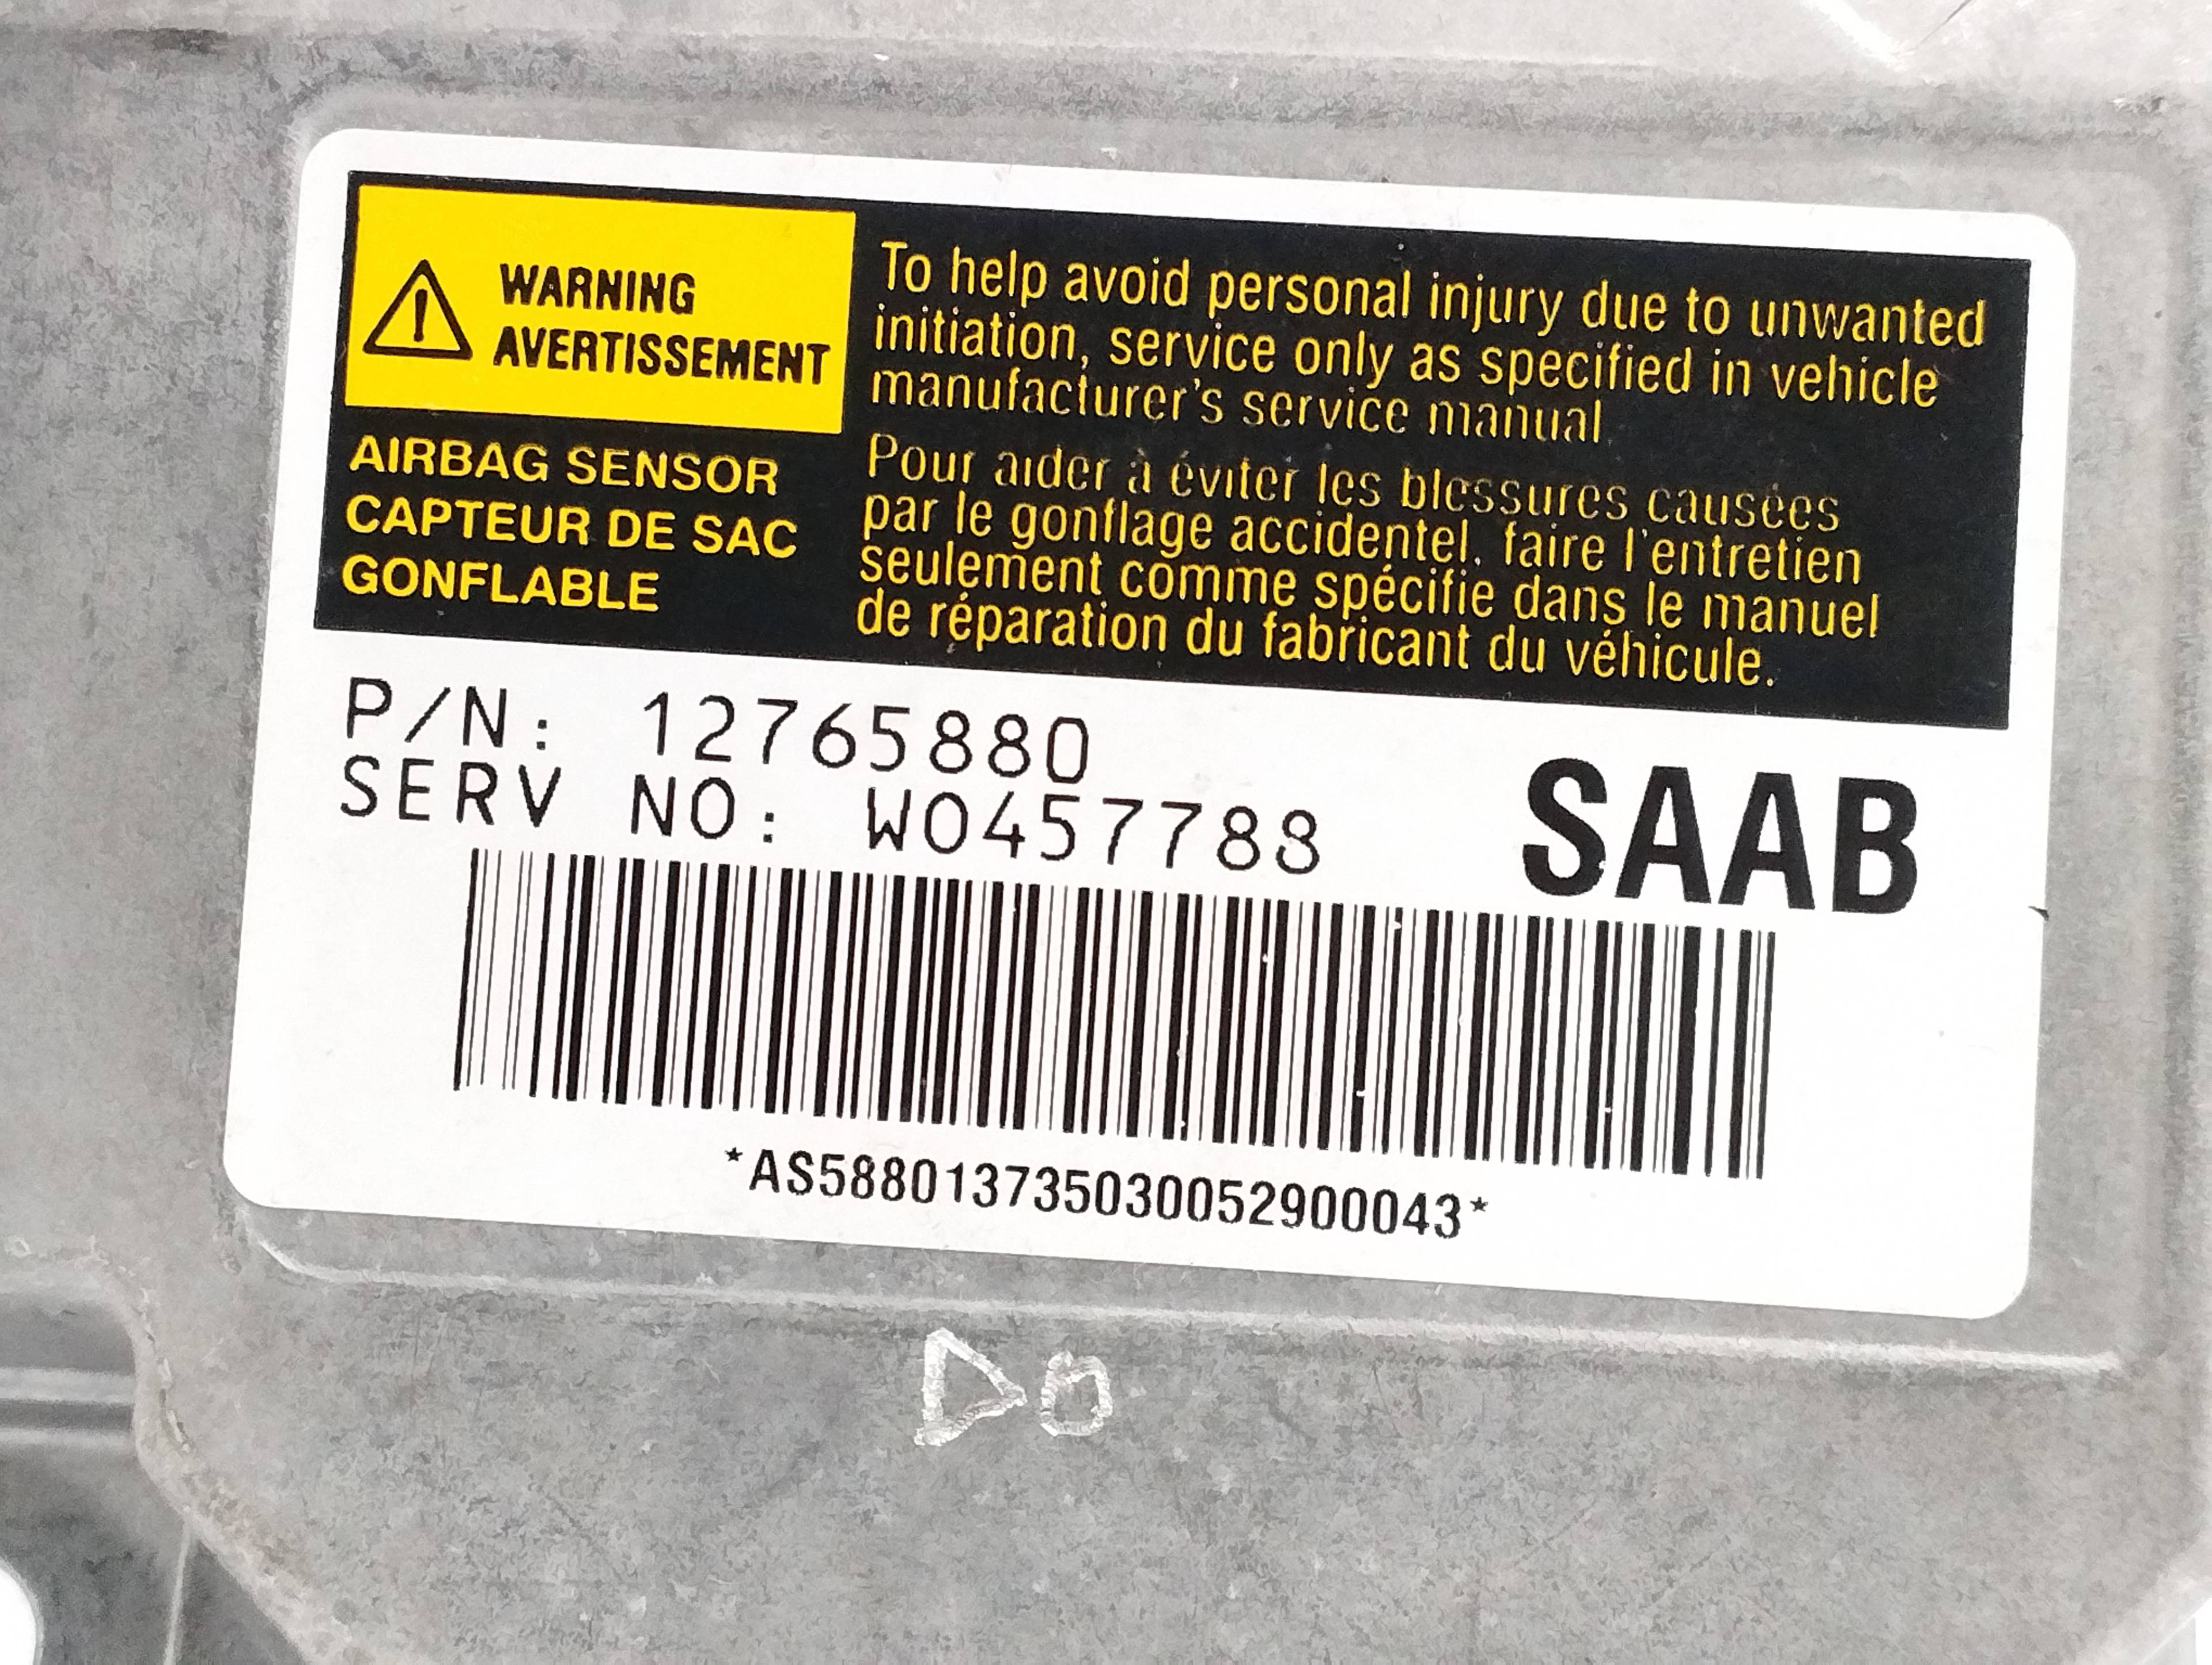 WARNING
AVERTISSEMENT
AIRBAG SENSOR
CAPTEUR DE SAC
GONFLABLE
To help avoid personal injury due to unwanted
initiation, service only as specified in vehicle
manufacturer's service manual
Pour aider à éviter les blessures causées
par le gonflage accidentel, faire l'entretien
seulement comme spécifie dans le manuel
de réparation du fabricant du véhicule.
P/N: 12765880
SERV NO: W0457788
SAAB
*AS588013735030052900043*
DO